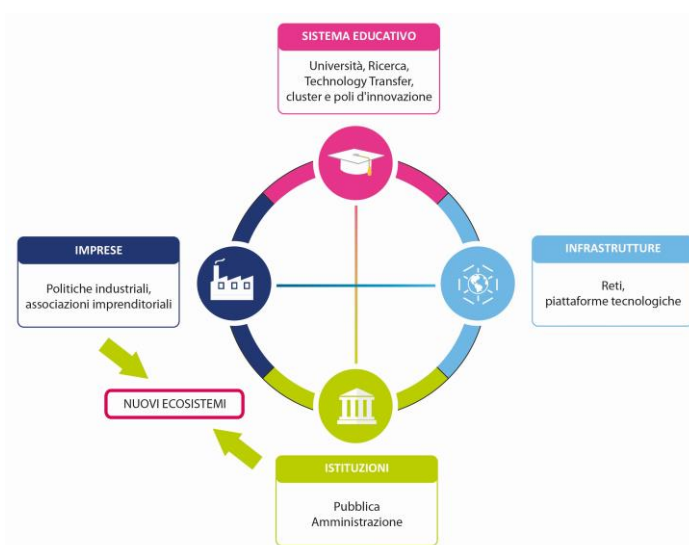 SISTEMA EDUCATIVO
Università, Ricerca,
Technology Transfer,
cluster e poli d'innovazione
IMPRESE
Politiche industriali,
associazioni imprenditoriali
INFRASTRUTTURE
Reti,
piattaforme tecnologiche
NUOVI ECOSISTEMI
ISTITUZIONI
Pubblica
Amministrazione